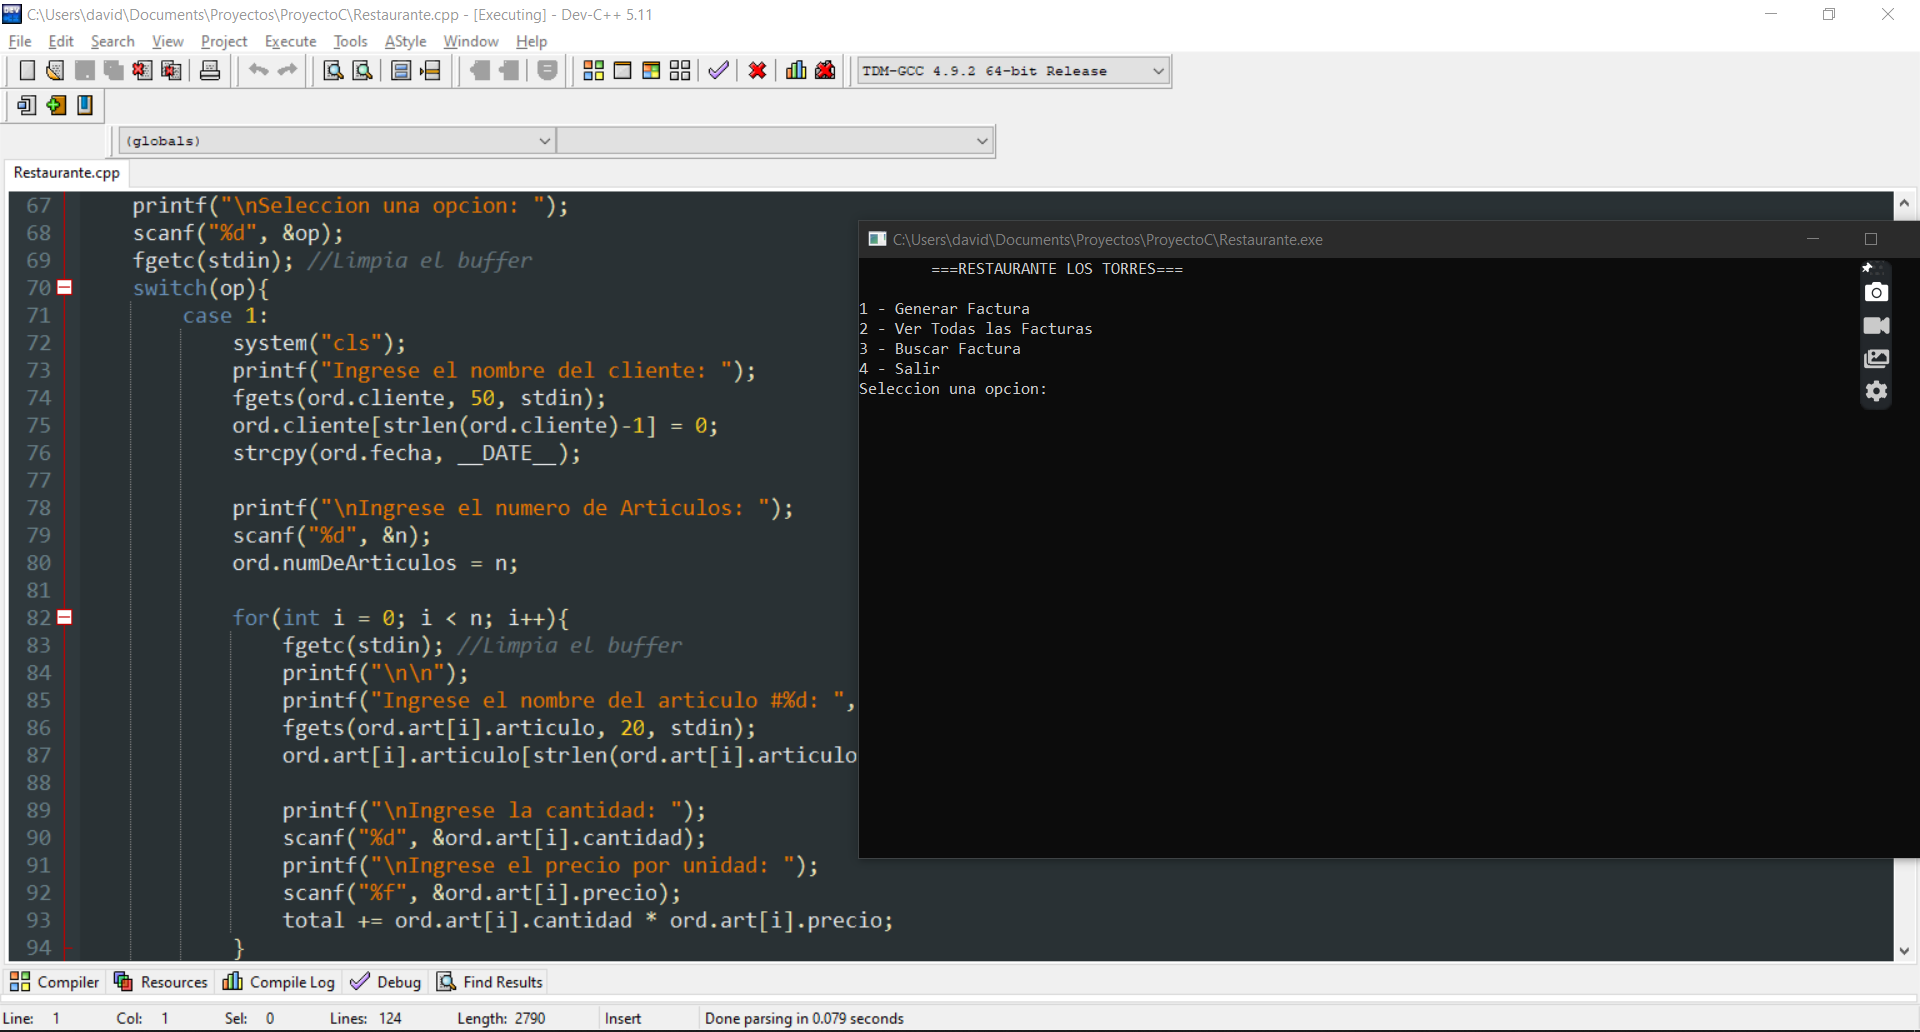 C:\Users\david\Documents\Proyectos\ProyectoC\Restaurante.cpp - [Executing] - Dev-C++ 5.11
File Edit Search View Project Execute Tools AStyle Window Help
TDM-GCC 4.9.2 64-bit Release
(globals)
Restaurante.cpp
67 printf("\nSeleccion una opcion: ");
68 scanf("%d", &op);
69 fgetc(stdin); //Limpia el buffer
70 switch(op){
71 case 1:
72 system("cls");
73 printf("Ingrese el nombre del cliente: ");
74 fgets(ord.cliente, 50, stdin);
75 ord.cliente[strlen(ord.cliente)-1] = 0;
76 strcpy(ord.fecha, __DATE__);
77
78 printf("\nIngrese el numero de Articulos: ");
79 scanf("%d", &n);
80 ord.numDeArticulos = n;
81
82 for(int i = 0; i < n; i++){
83 fgetc(stdin); //Limpia el buffer
84 printf("\n\n");
85 printf("Ingrese el nombre del articulo #%d: ",
86 fgets(ord.art[i].articulo, 20, stdin);
87 ord.art[i].articulo[strlen(ord.art[i].articulo
88
89 printf("\nIngrese la cantidad: ");
90 scanf("%d", &ord.art[i].cantidad);
91 printf("\nIngrese el precio por unidad: ");
92 scanf("%f", &ord.art[i].precio);
93 total += ord.art[i].cantidad * ord.art[i].precio;
94 }
C:\Users\david\Documents\Proyectos\ProyectoC\Restaurante.exe
===RESTAURANTE LOS TORRES===
1 - Generar Factura
2 - Ver Todas las Facturas
3 - Buscar Factura
4 - Salir
Seleccion una opcion:
Compiler Resources Compile Log Debug Find Results
Line: 1 Col: 1 Sel: 0 Lines: 124 Length: 2790 Insert Done parsing in 0.079 seconds